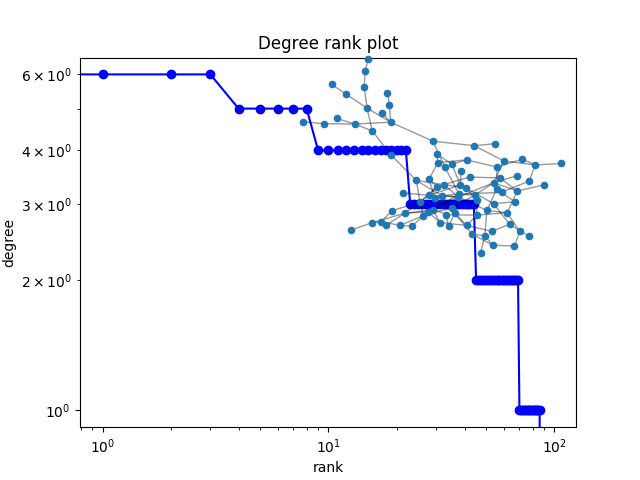 Degree rank plot
degree
6 × 10⁰
4 × 10⁰
3 × 10⁰
2 × 10⁰
10⁰
10⁰
10¹
10²
rank